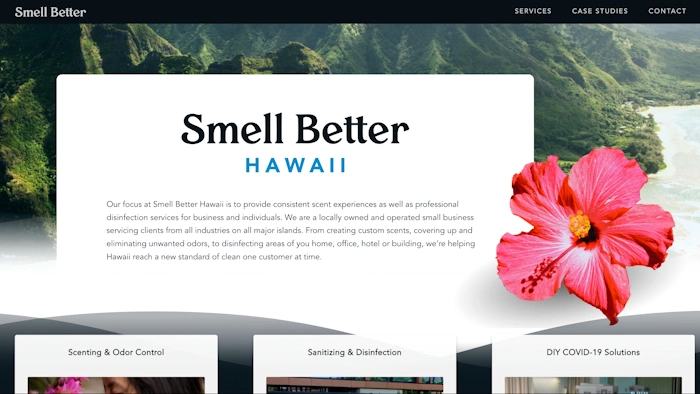 Smell Better
SERVICES CASE STUDIES CONTACT
Smell Better
HAWAII
Our focus at Smell Better Hawaii is to provide consistent scent experiences as well as professional
disinfection services for business and individuals. We are a locally owned and operated small business
servicing clients from all industries on all major islands. From creating custom scents, covering up and
eliminating unwanted odors, to disinfecting areas of you home, office, hotel or building, we're helping
Hawaii reach a new standard of clean one customer at time.
Scenting & Odor Control
Sanitizing & Disinfection
DIY COVID-19 Solutions